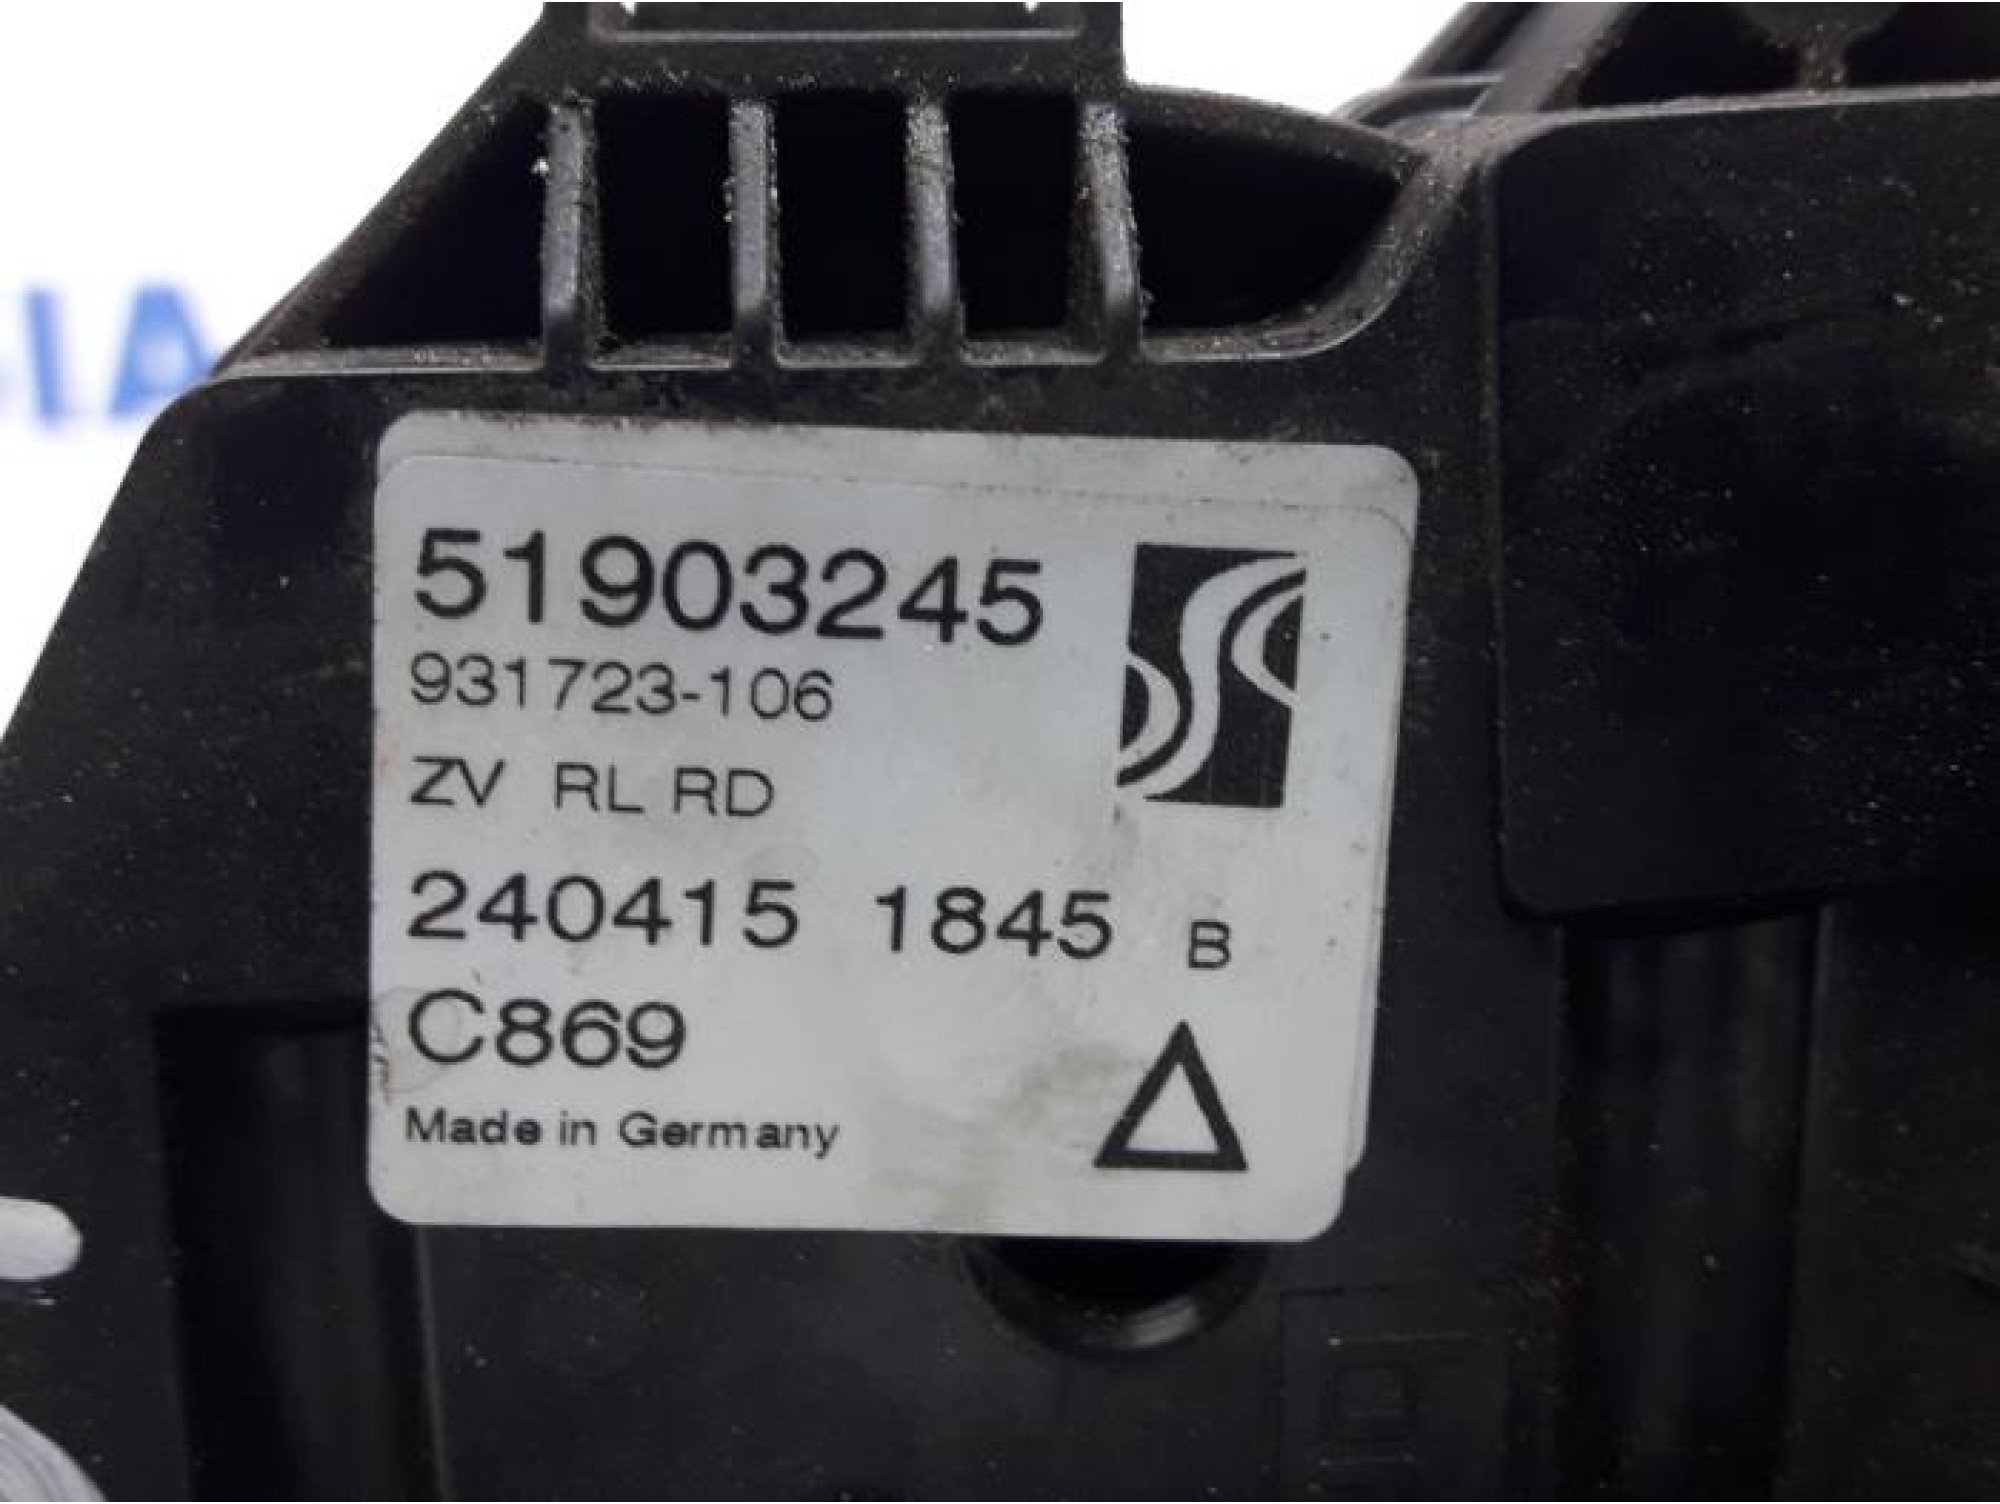 51903245
931723-106
ZV RL RD
240415 1845 B
C869
Made in Germany